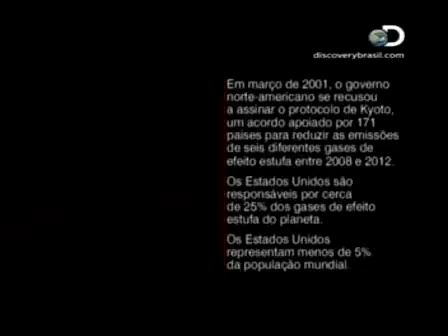 discoverybrasil.com
Em março de 2001, o governo
norte-americano se recusou
a assinar o protocolo de Kyoto,
um acordo apoiado por 171
países para reduzir as emissões
de seis diferentes gases de
efeito estufa entre 2008 e 2012.
Os Estados Unidos são
responsáveis por cerca
de 25% dos gases de efeito
estufa do planeta.
Os Estados Unidos
representam menos de 5%
da população mundial.